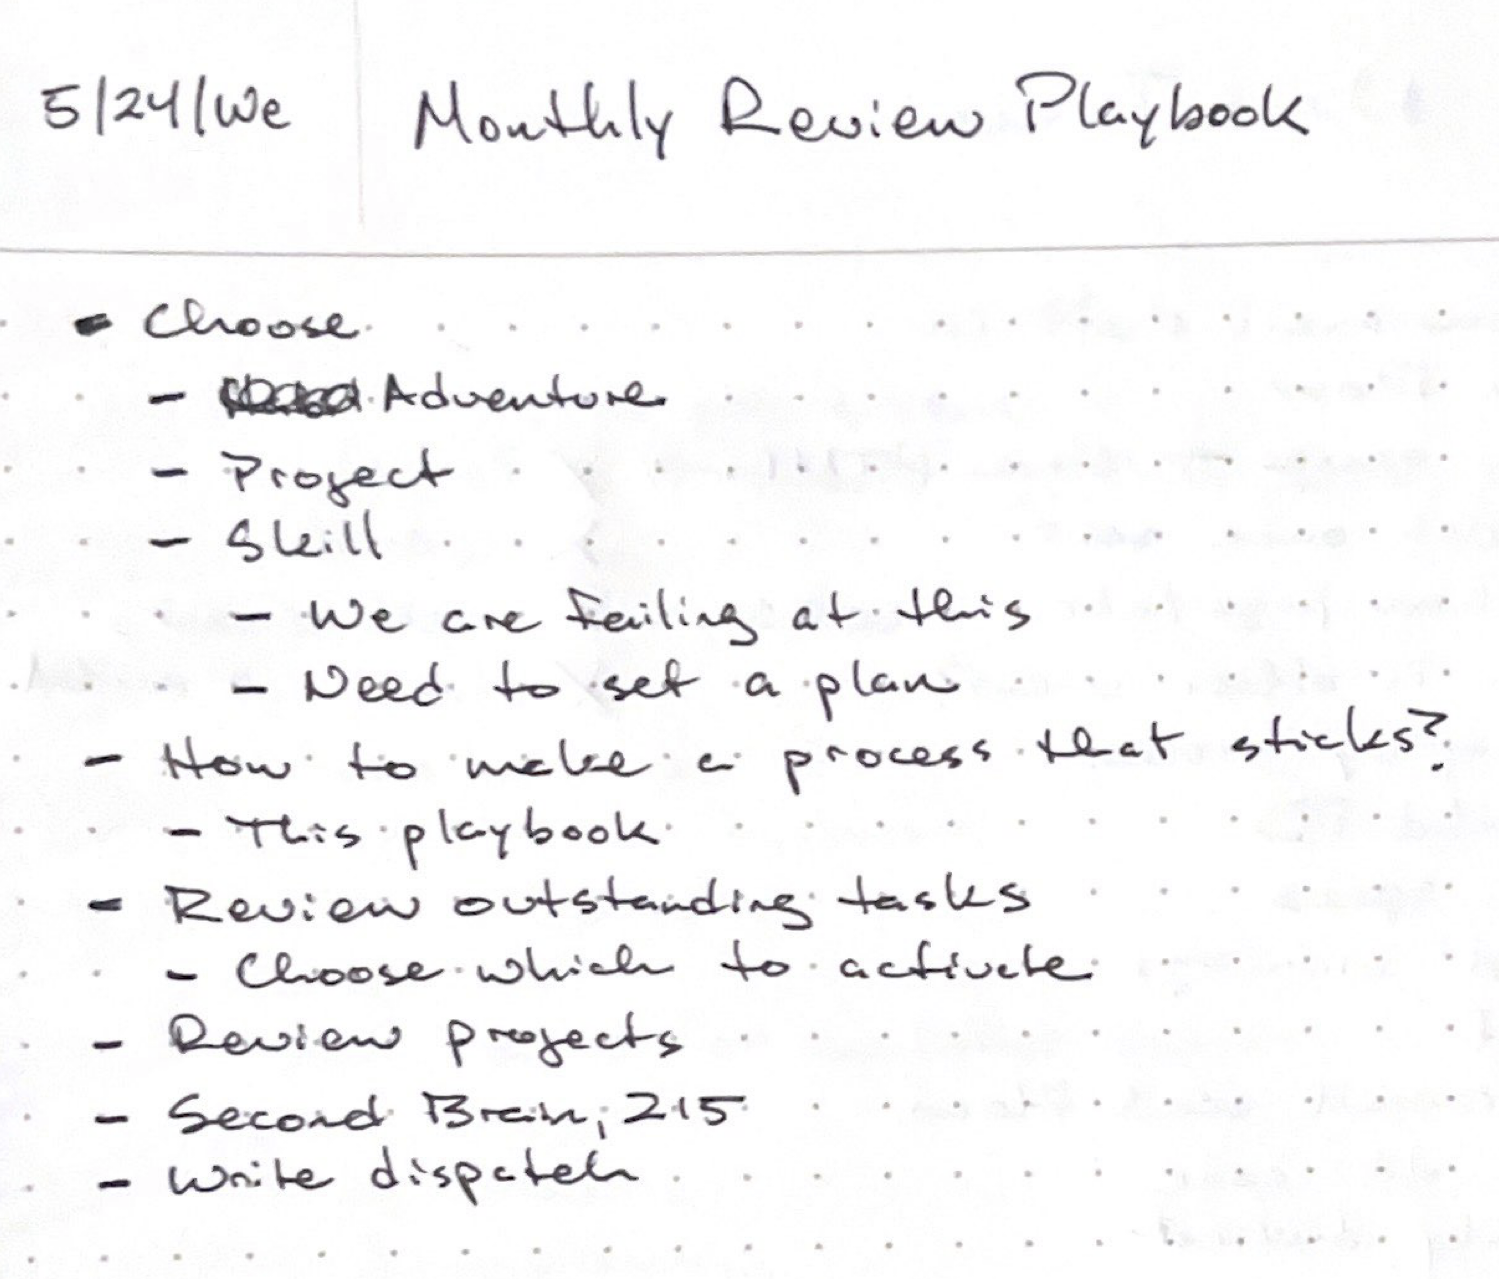 5/24/We Monthly Review Playbook
- Choose
- Adventure
- Project
- Skill
- We are failing at this
- Need to set a plan
- How to make a process that sticks?
- This playbook
- Review outstanding tasks
- Choose which to activate
- Review projects
- Second Brain, 215
- Write dispatch